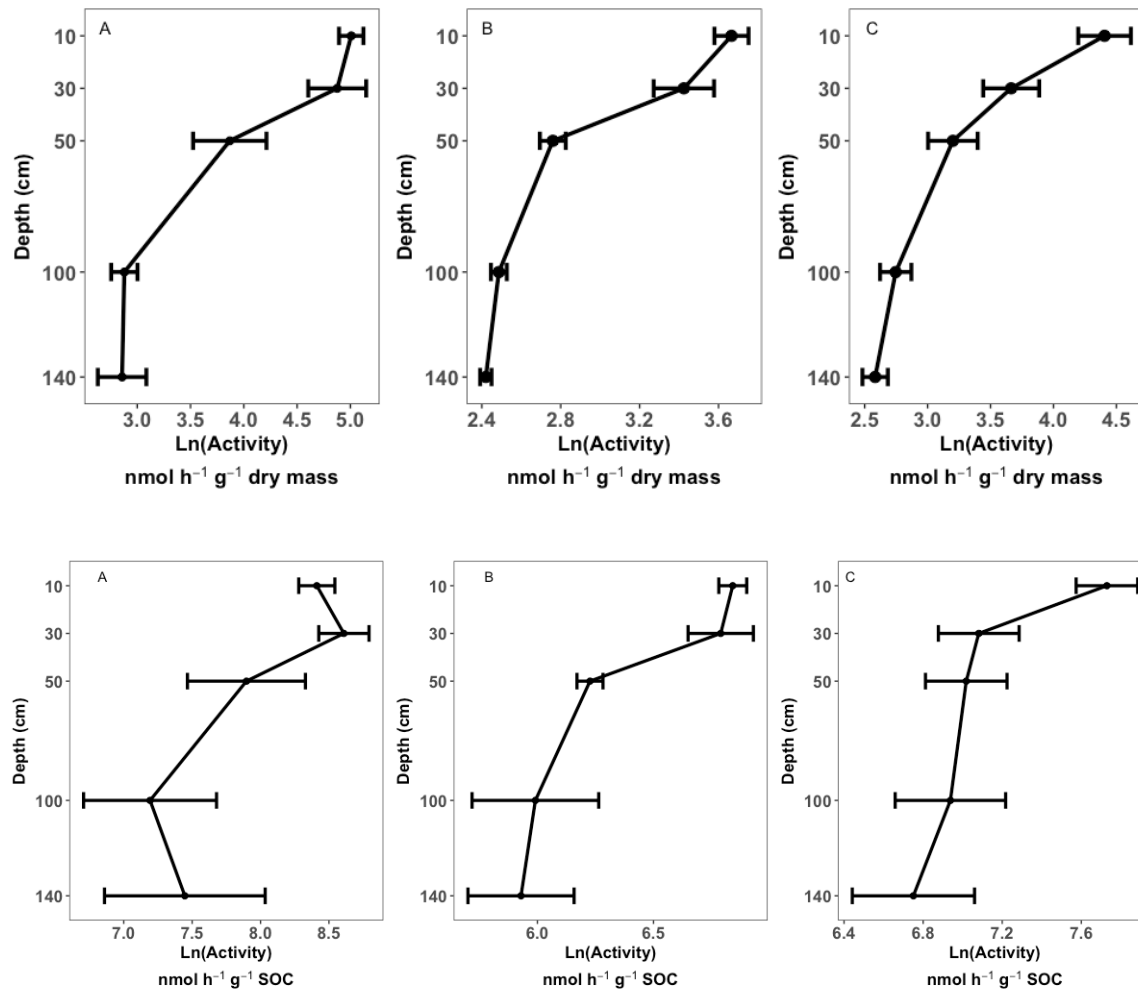 A
B
C
10
30
50
100
140
Depth (cm)
3.0 3.5 4.0 4.5 5.0
Ln(Activity)
nmol h⁻¹ g⁻¹ dry mass
10
30
50
100
140
Depth (cm)
2.4 2.8 3.2 3.6
Ln(Activity)
nmol h⁻¹ g⁻¹ dry mass
10
30
50
100
140
Depth (cm)
2.5 3.0 3.5 4.0 4.5
Ln(Activity)
nmol h⁻¹ g⁻¹ dry mass
A
B
C
10
30
50
100
140
Depth (cm)
7.0 7.5 8.0 8.5
Ln(Activity)
nmol h⁻¹ g⁻¹ SOC
10
30
50
100
140
Depth (cm)
6.0 6.5
Ln(Activity)
nmol h⁻¹ g⁻¹ SOC
10
30
50
100
140
Depth (cm)
6.4 6.8 7.2 7.6
Ln(Activity)
nmol h⁻¹ g⁻¹ SOC